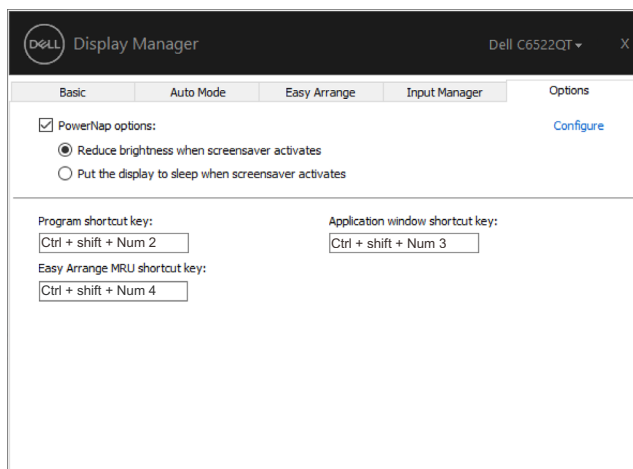 DELL Display Manager Dell C6522QT X
Basic Auto Mode Easy Arrange Input Manager Options
PowerNap options: Configure
Reduce brightness when screensaver activates
Put the display to sleep when screensaver activates
Program shortcut key: Application window shortcut key:
Ctrl + shift + Num 2 Ctrl + shift + Num 3
Easy Arrange MRU shortcut key:
Ctrl + shift + Num 4